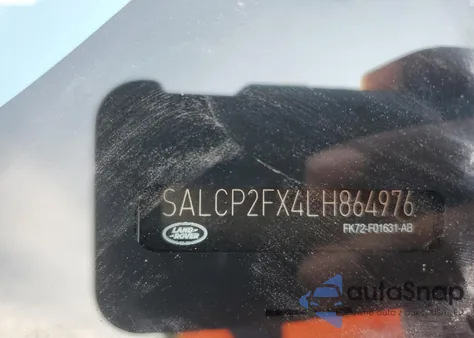 SALCP2FX4LH864976
LAND-
-ROVER
FK72-F01631-AB
autoSnap